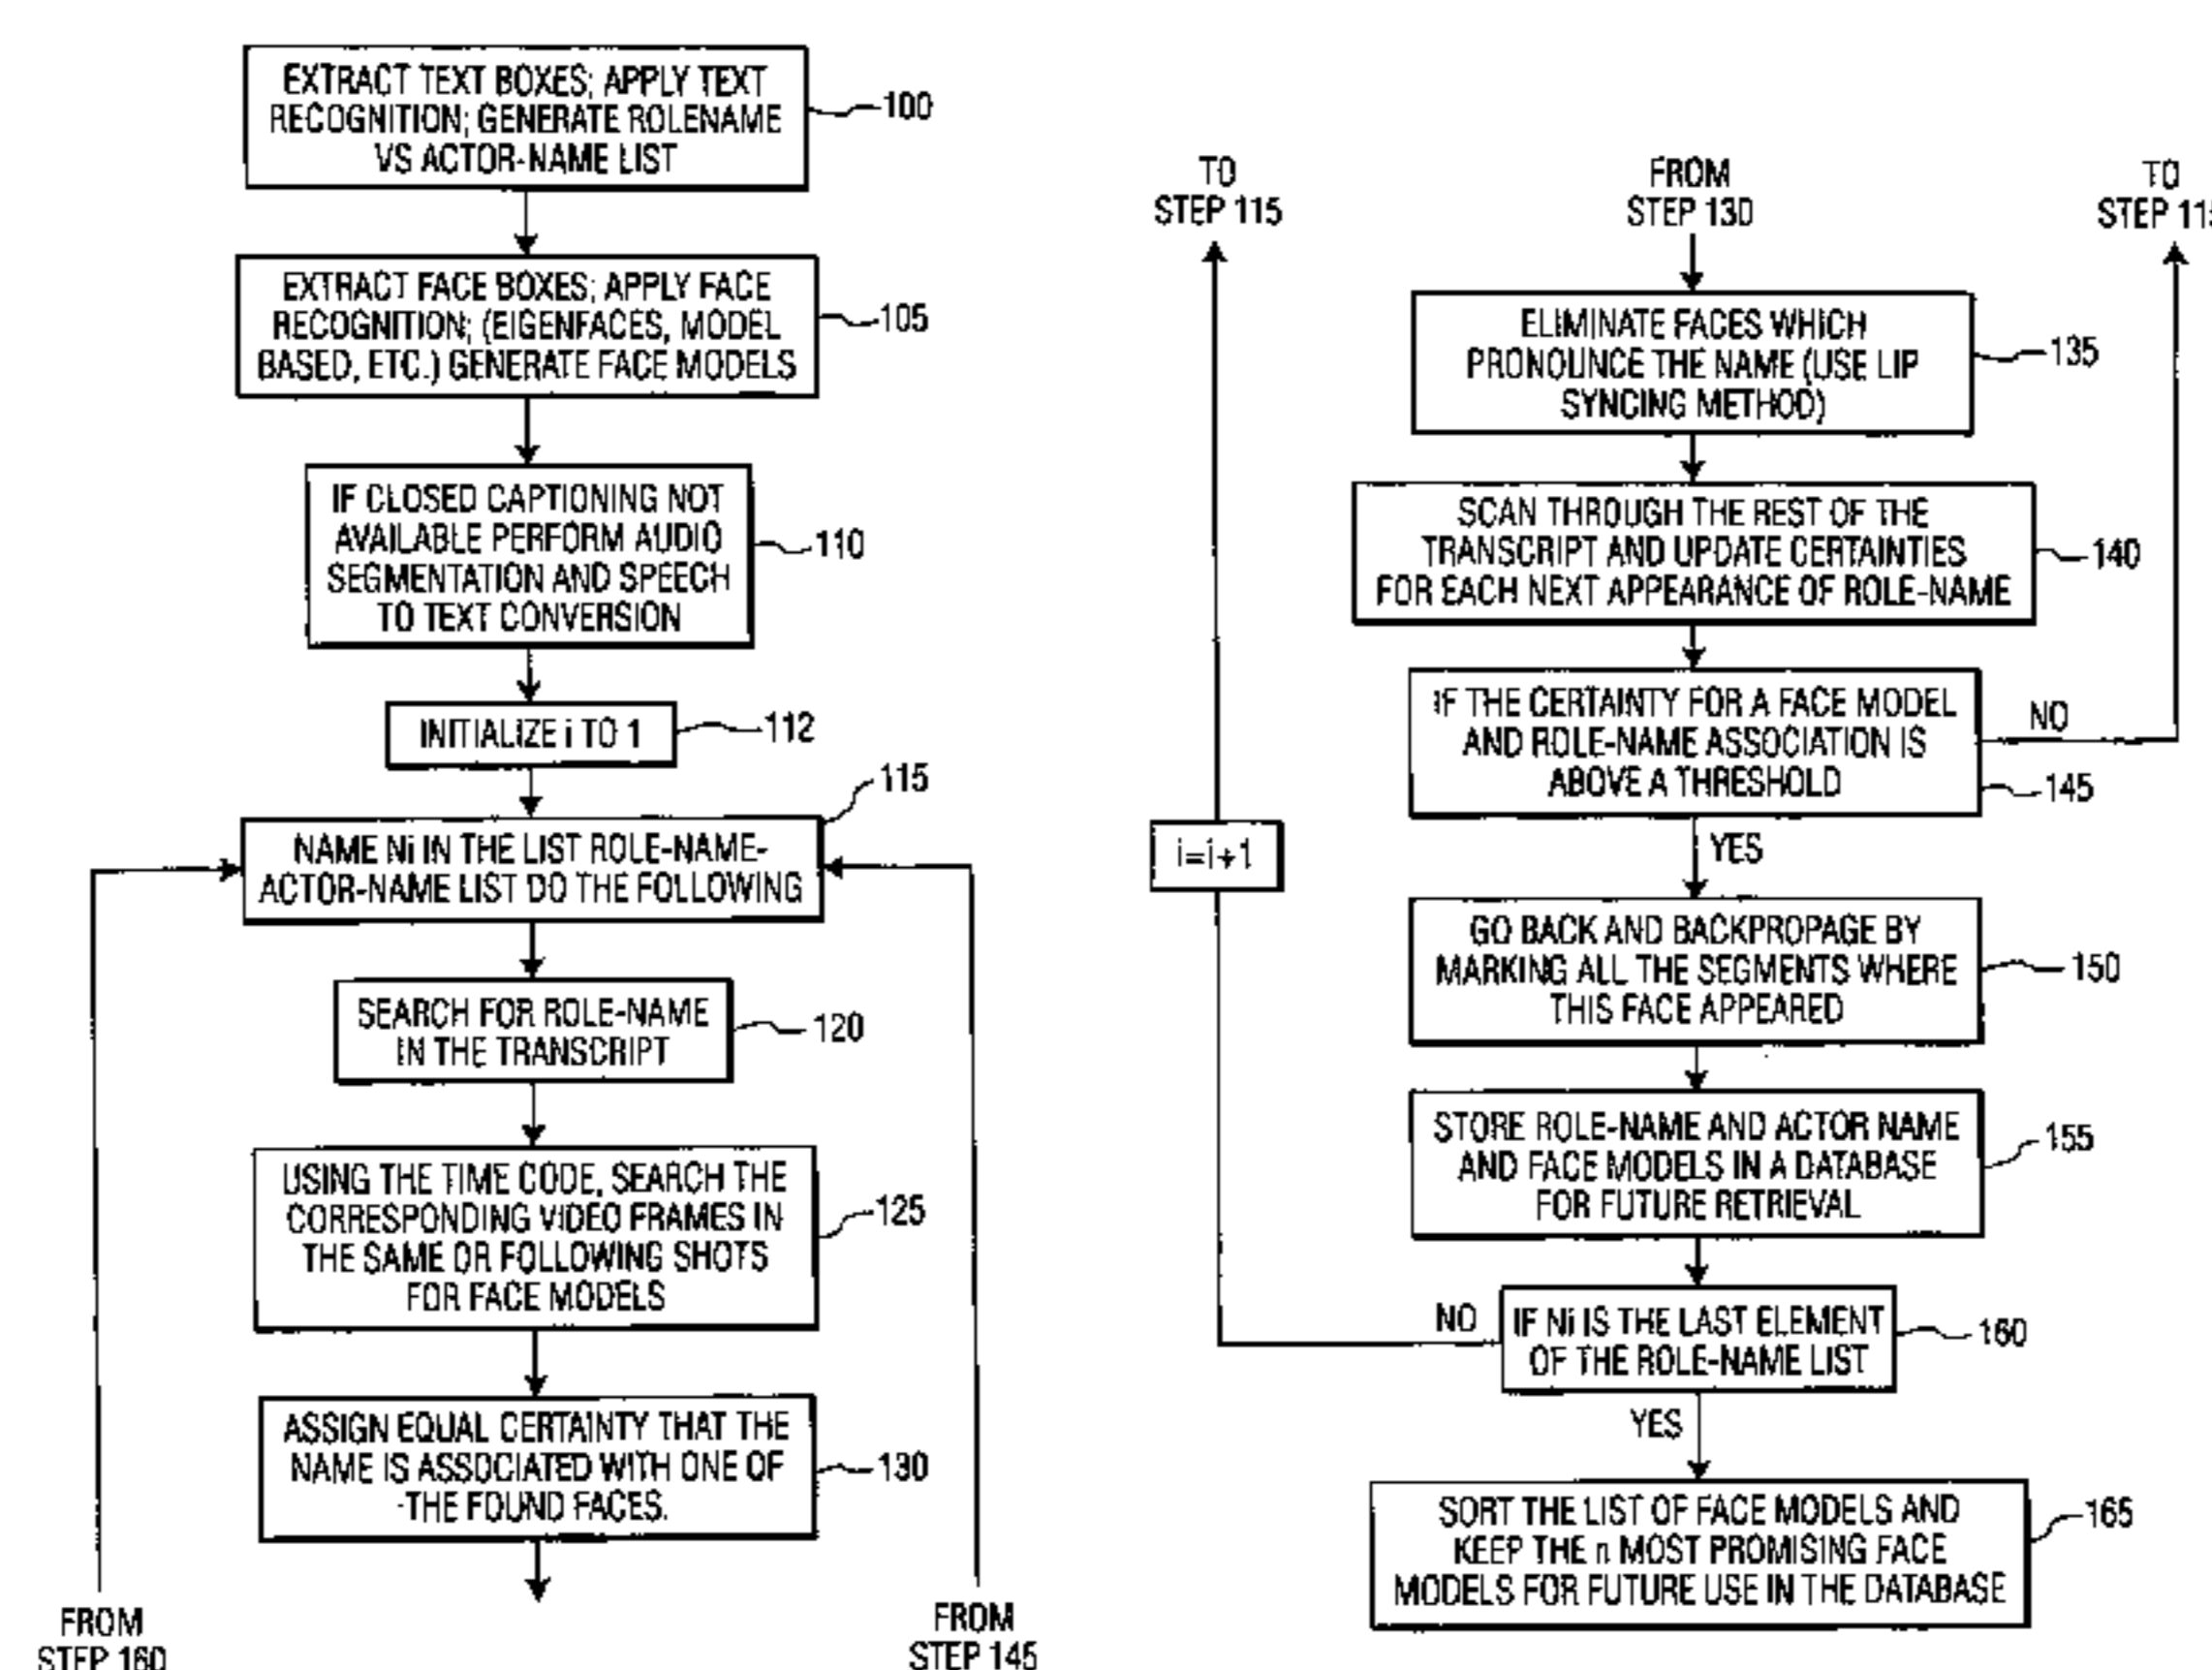 EXTRACT TEXT BOXES; APPLY TEXT
RECOGNITION; GENERATE ROLENAME
VS ACTOR-NAME LIST
100
EXTRACT FACE BOXES; APPLY FACE
RECOGNITION; (EIGENFACES, MODEL
BASED, ETC.) GENERATE FACE MODELS
105
IF CLOSED CAPTIONING NOT
AVAILABLE PERFORM AUDIO
SEGMENTATION AND SPEECH
TO TEXT CONVERSION
110
INITIALIZE i TO 1
112
115
NAME Ni IN THE LIST ROLE-NAME-
ACTOR-NAME LIST DO THE FOLLOWING
SEARCH FOR ROLE-NAME
IN THE TRANSCRIPT
120
USING THE TIME CODE, SEARCH THE
CORRESPONDING VIDEO FRAMES IN
THE SAME OR FOLLOWING SHOTS
FOR FACE MODELS
125
ASSIGN EQUAL CERTAINTY THAT THE
NAME IS ASSOCIATED WITH ONE OF
THE FOUND FACES.
130
FROM
STEP 160
FROM
STEP 145
TO
STEP 115
FROM
STEP 130
TO
STEP 115
ELIMINATE FACES WHICH
PRONOUNCE THE NAME (USE LIP
SYNCING METHOD)
135
SCAN THROUGH THE REST OF THE
TRANSCRIPT AND UPDATE CERTAINTIES
FOR EACH NEXT APPEARANCE OF ROLE-NAME
140
IF THE CERTAINTY FOR A FACE MODEL
AND ROLE-NAME ASSOCIATION IS
ABOVE A THRESHOLD
NO
145
YES
i=i+1
GO BACK AND BACKPROPAGE BY
MARKING ALL THE SEGMENTS WHERE
THIS FACE APPEARED
150
STORE ROLE-NAME AND ACTOR NAME
AND FACE MODELS IN A DATABASE
FOR FUTURE RETRIEVAL
155
NO
IF Ni IS THE LAST ELEMENT
OF THE ROLE-NAME LIST
160
YES
SORT THE LIST OF FACE MODELS AND
KEEP THE n MOST PROMISING FACE
MODELS FOR FUTURE USE IN THE DATABASE
165